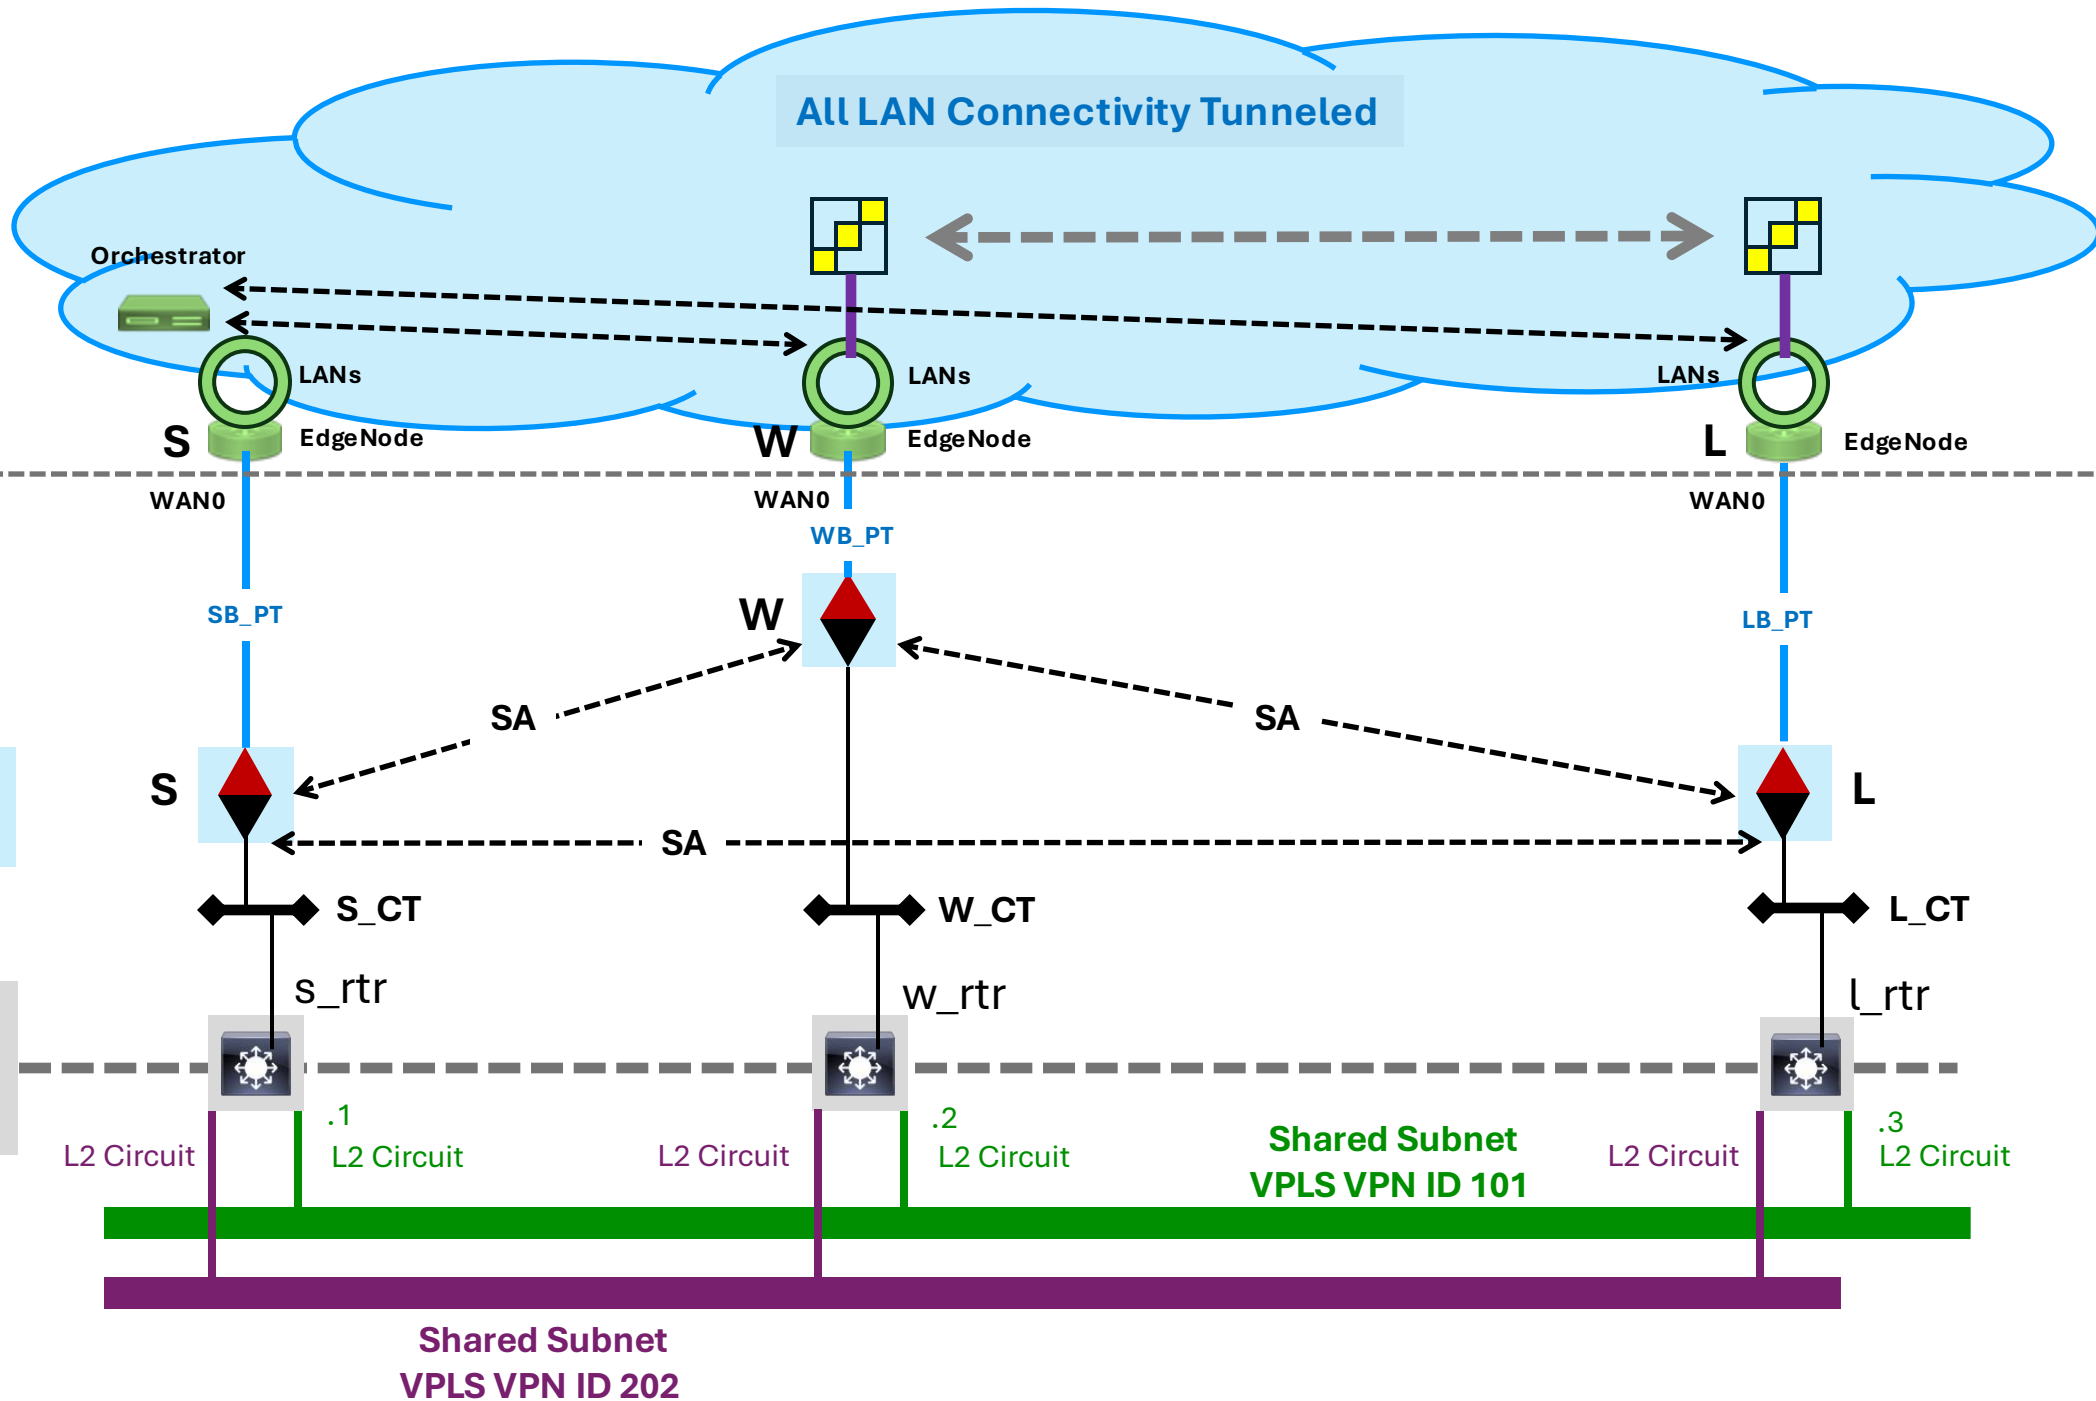 All LAN Connectivity Tunneled
Orchestrator
LANs
LANs
LANs
S
EdgeNode
W
EdgeNode
L
EdgeNode
WAN0
WAN0
WAN0
WB_PT
SB_PT
LB_PT
W
SA
SA
S
L
SA
S_CT
W_CT
L_CT
s_rtr
w_rtr
l_rtr
.1
.2
.3
L2 Circuit
L2 Circuit
L2 Circuit
L2 Circuit
L2 Circuit
L2 Circuit
Shared Subnet
VPLS VPN ID 101
Shared Subnet
VPLS VPN ID 202